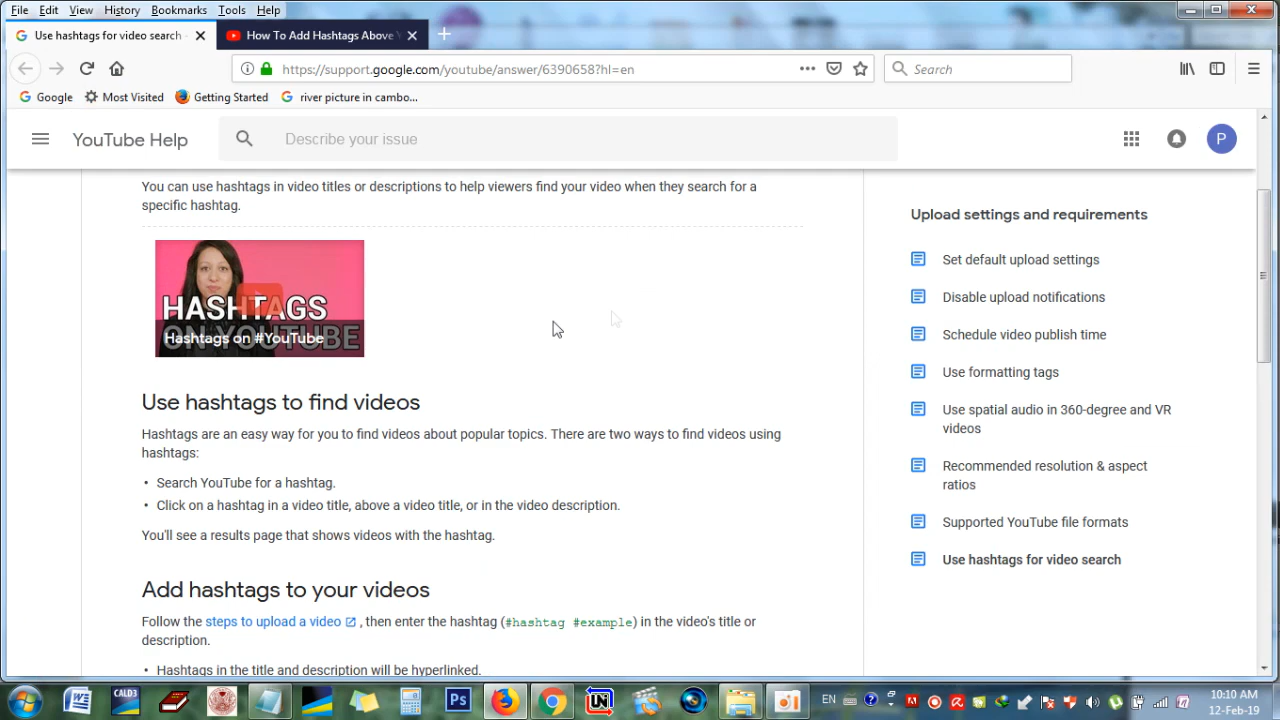 File Edit View History Bookmarks Tools Help
Use hashtags for video search -
How To Add Hashtags Above Y
https://support.google.com/youtube/answer/6390658?hl=en
Search
Google Most Visited Getting Started river picture in cambo...
YouTube Help
Describe your issue
P
You can use hashtags in video titles or descriptions to help viewers find your video when they search for a
specific hashtag.
HASHTAGS
ON YOUTUBE
Hashtags on #YouTube
Use hashtags to find videos
Hashtags are an easy way for you to find videos about popular topics. There are two ways to find videos using
hashtags:
• Search YouTube for a hashtag.
• Click on a hashtag in a video title, above a video title, or in the video description.
You'll see a results page that shows videos with the hashtag.
Add hashtags to your videos
Follow the steps to upload a video , then enter the hashtag (#hashtag #example) in the video's title or
description.
• Hashtags in the title and description will be hyperlinked.
Upload settings and requirements
Set default upload settings
Disable upload notifications
Schedule video publish time
Use formatting tags
Use spatial audio in 360-degree and VR
videos
Recommended resolution & aspect
ratios
Supported YouTube file formats
Use hashtags for video search
CALD3
Ps
UN
EN
10:10 AM
12-Feb-19